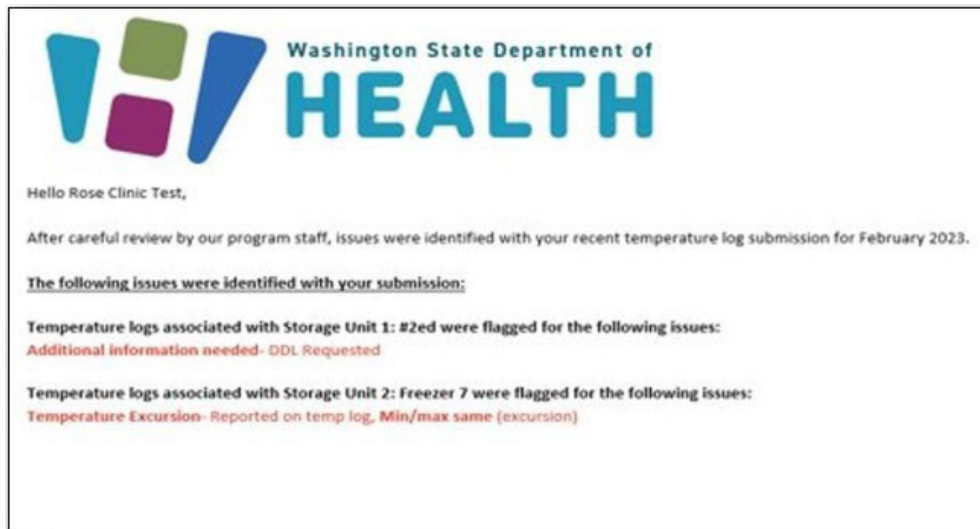 Washington State Department of
HEALTH
Hello Rose Clinic Test,
After careful review by our program staff, issues were identified with your recent temperature log submission for February 2023.
The following issues were identified with your submission:
Temperature logs associated with Storage Unit 1: #2ed were flagged for the following issues:
Additional information needed- DDL Requested
Temperature logs associated with Storage Unit 2: Freezer 7 were flagged for the following issues:
Temperature Excursion- Reported on temp log, Min/max same (excursion)